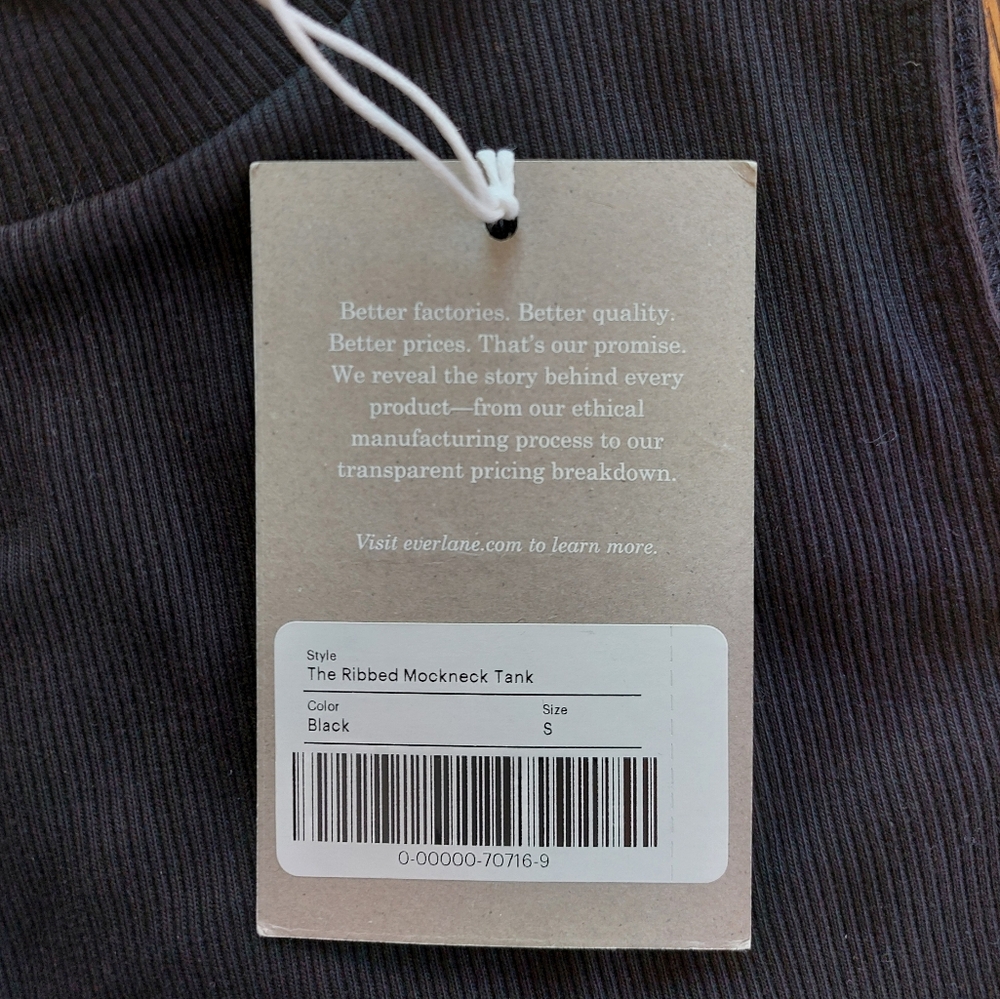 Better factories. Better quality.
Better prices. That's our promise.
We reveal the story behind every
product—from our ethical
manufacturing process to our
transparent pricing breakdown.
Visit everlane.com to learn more.
Style
The Ribbed Mockneck Tank
Color Size
Black S
0-00000-70716-9